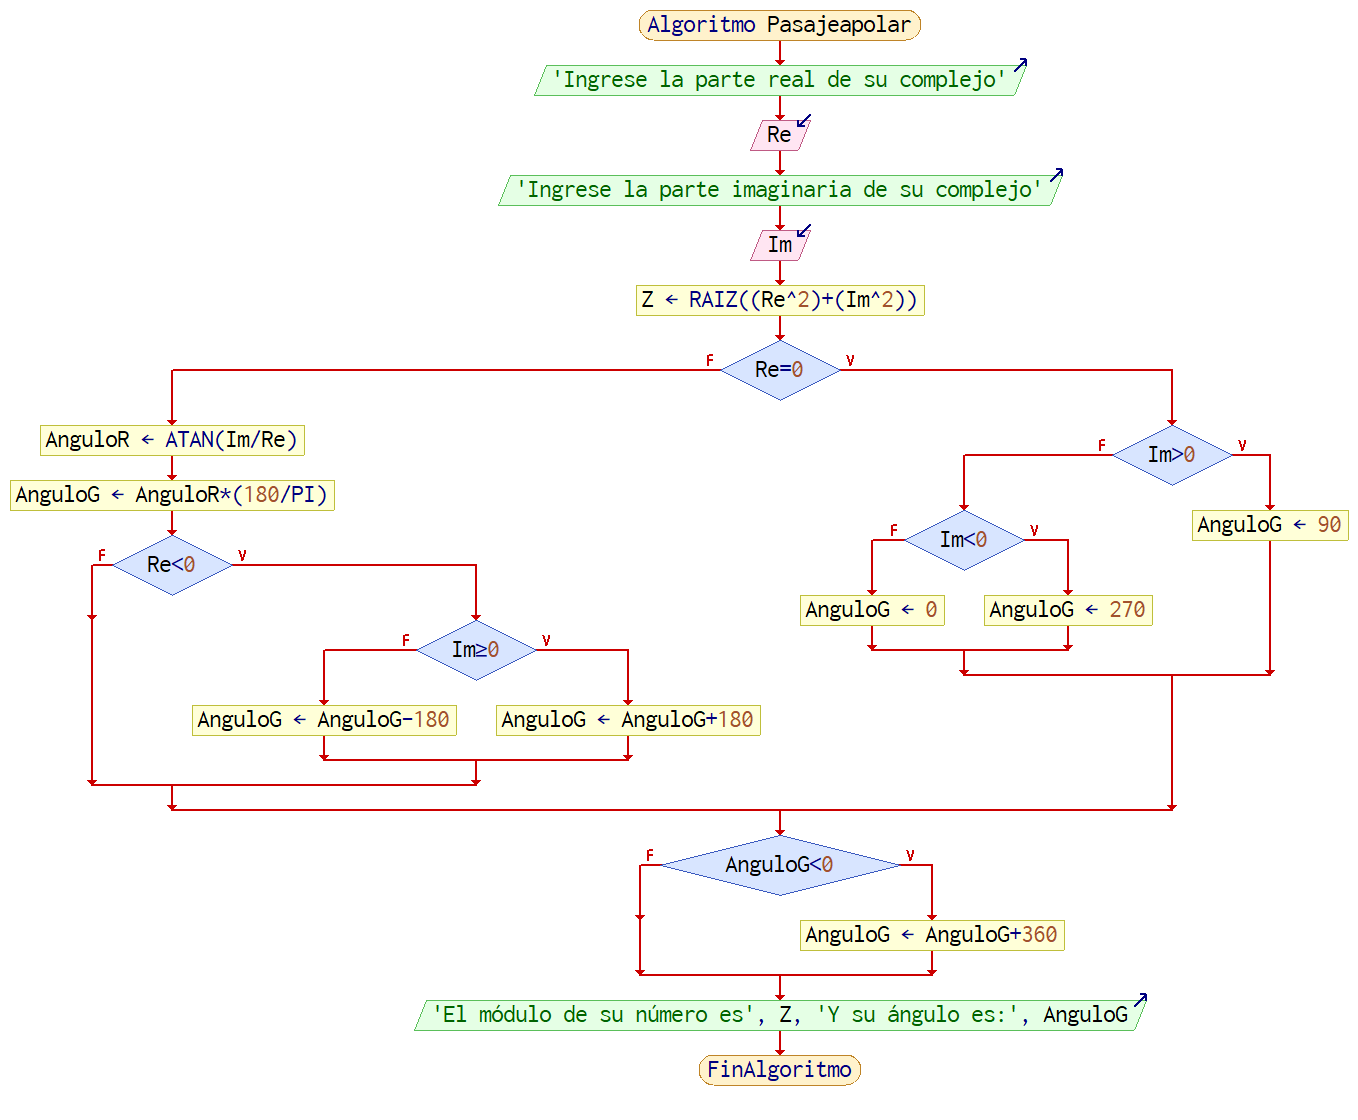 Algoritmo Pasajeapolar
'Ingrese la parte real de su complejo'
Re
'Ingrese la parte imaginaria de su complejo'
Im
Z ← RAIZ((Re^2)+(Im^2))
F
Re=0
V
AnguloR ← ATAN(Im/Re)
F
Im>0
V
AnguloG ← AnguloR*(180/PI)
F
Im<0
V
AnguloG ← 90
F
Re<0
V
AnguloG ← 0
AnguloG ← 270
F
Im≥0
V
AnguloG ← AnguloG-180
AnguloG ← AnguloG+180
F
AnguloG<0
V
AnguloG ← AnguloG+360
'El módulo de su número es', Z, 'Y su ángulo es:', AnguloG
FinAlgoritmo